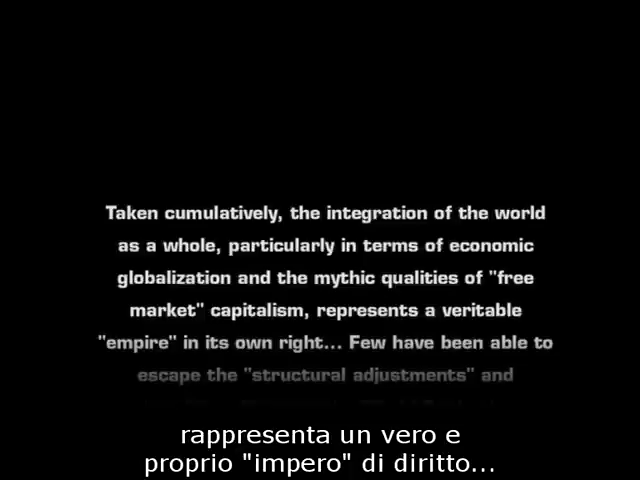 Taken cumulatively, the integration of the world
as a whole, particularly in terms of economic
globalization and the mythic qualities of "free
market" capitalism, represents a veritable
"empire" in its own right... Few have been able to
escape the "structural adjustments" and
rappresenta un vero e
proprio "impero" di diritto...